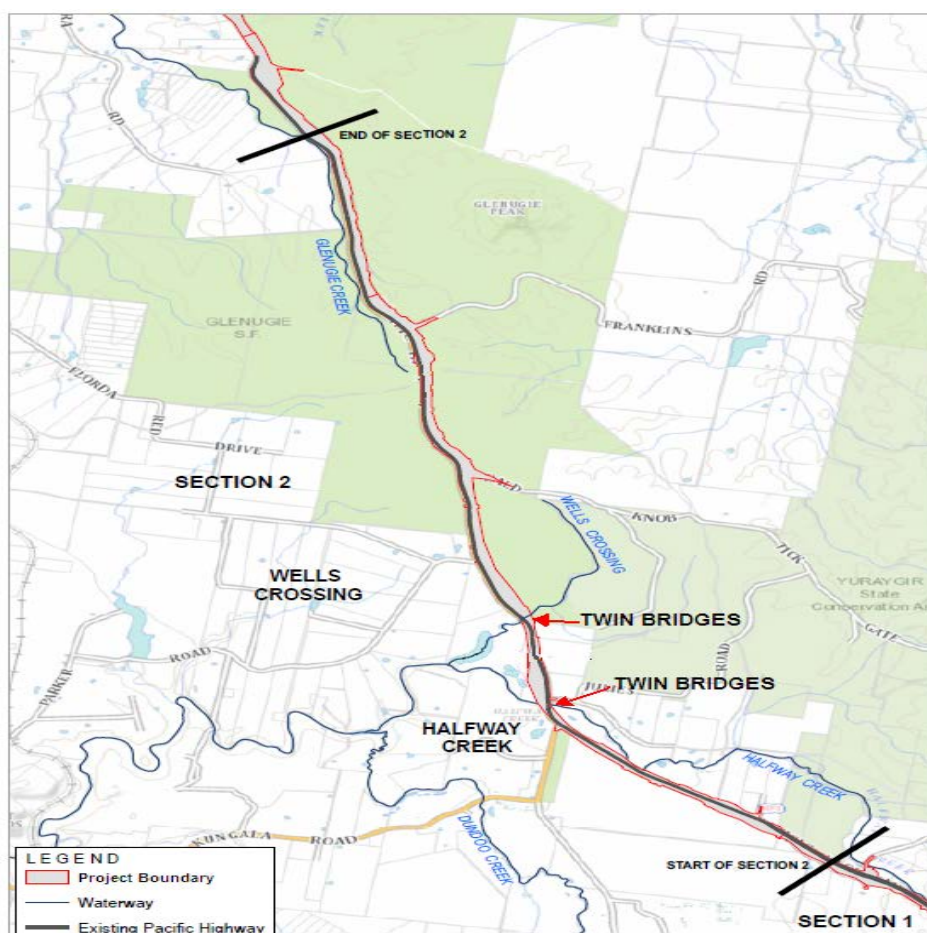 RD
END OF SECTION 2
GLENUGIE
PEAK
GLENUGIE CREEK
RD
GLENUGIE
S.F.
FRANKLINS
RED
DRIVE
SECTION 2
WELLS CROSSING
KNOB
TICK
WELLS
CROSSING
YURAYGIR
State
GATE
TWIN BRIDGES
ROAD
ROAD
PARKER
TWIN BRIDGES
HALFWAY
CREEK
HALFWAY CREEK
DUNDOO CREEK
KUNGALA
ROAD
START OF SECTION 2
SECTION 1
LEGEND
Project Boundary
Waterway
Existing Pacific Highway